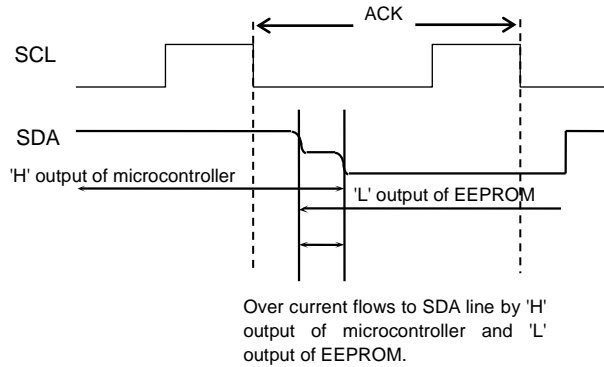 ACK
SCL
SDA
'H' output of microcontroller
'L' output of EEPROM
Over current flows to SDA line by 'H'
output of microcontroller and 'L'
output of EEPROM.